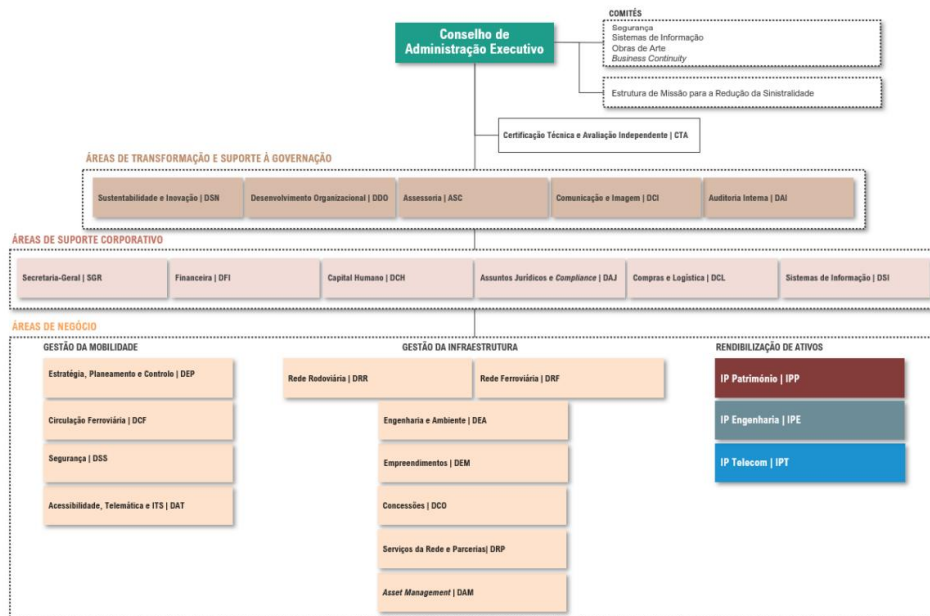 COMITÉS
Segurança
Sistemas de Informação
Obras de Arte
Business Continuity
Conselho de
Administração Executivo
Estrutura de Missão para a Redução da Sinistralidade
Certificação Técnica e Avaliação Independente | CTA
ÁREAS DE TRANSFORMAÇÃO E SUPORTE À GOVERNAÇÃO
Sustentabilidade e Inovação | DSN
Desenvolvimento Organizacional | DDO
Assessoria | ASC
Comunicação e Imagem | DCI
Auditoria Interna | DAI
ÁREAS DE SUPORTE CORPORATIVO
Secretaria-Geral | SGR
Financeira | DFI
Capital Humano | DCH
Assuntos Jurídicos e Compliance | DAJ
Compras e Logística | DCL
Sistemas de Informação | DSI
ÁREAS DE NEGÓCIO
GESTÃO DA MOBILIDADE
Estratégia, Planeamento e Controlo | DEP
Circulação Ferroviária | DCF
Segurança | DSS
Acessibilidade, Telemática e ITS | DAT
GESTÃO DA INFRAESTRUTURA
Rede Rodoviária | DRR
Rede Ferroviária | DRF
Engenharia e Ambiente | DEA
Empreendimentos | DEM
Concessões | DCO
Serviços da Rede e Parcerias| DRP
Asset Management | DAM
RENDIBILIZAÇÃO DE ATIVOS
IP Património | IPP
IP Engenharia | IPE
IP Telecom | IPT